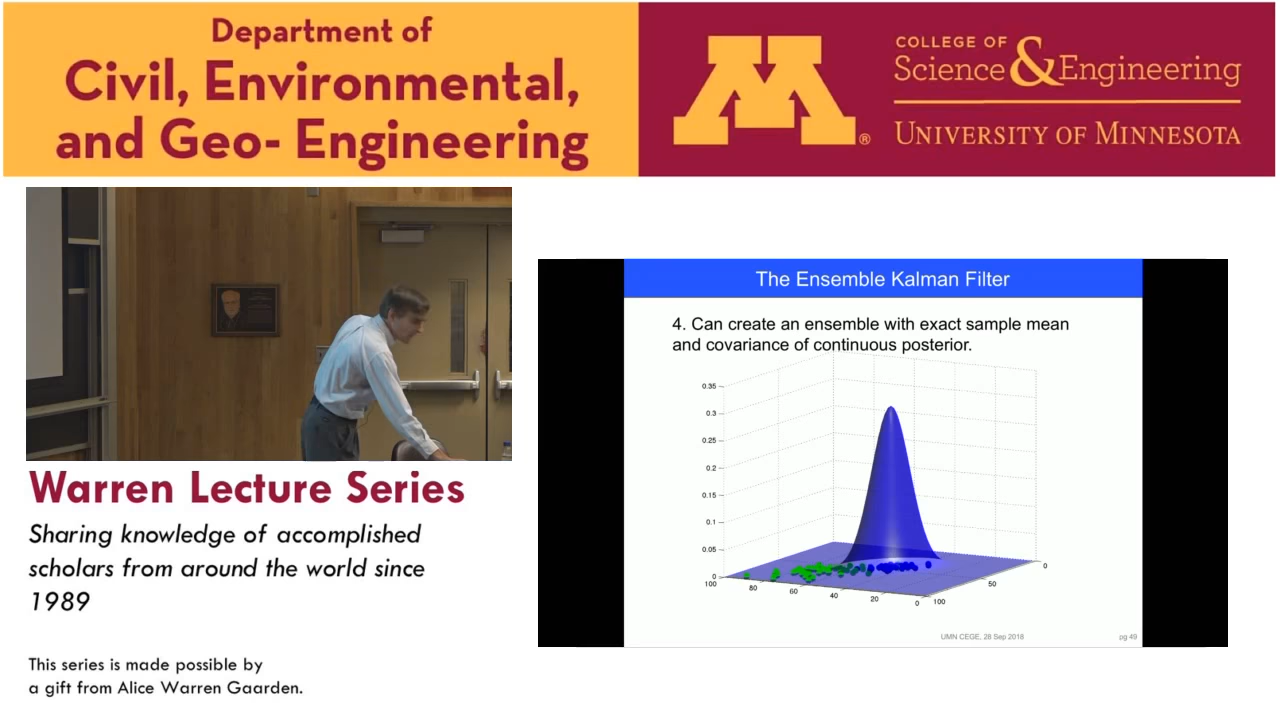 Department of
Civil, Environmental,
and Geo- Engineering
M
®
COLLEGE OF
Science & Engineering
UNIVERSITY OF MINNESOTA
Warren Lecture Series
Sharing knowledge of accomplished
scholars from around the world since
1989
This series is made possible by
a gift from Alice Warren Gaarden.
The Ensemble Kalman Filter
4. Can create an ensemble with exact sample mean
and covariance of continuous posterior.
0.35
0.3
0.25
0.2
0.15
0.1
0.05
0
100
80
60
40
20
0
100
50
0
UMN CEGE, 28 Sep 2018
pg 49